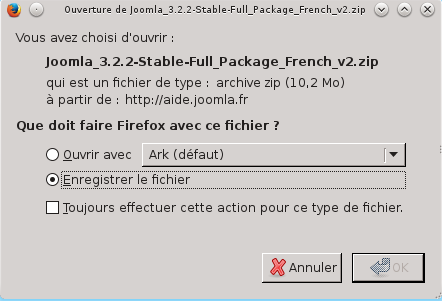 Ouverture de Joomla_3.2.2-Stable-Full_Package_French_v2.zip
Vous avez choisi d'ouvrir :
Joomla_3.2.2-Stable-Full_Package_French_v2.zip
qui est un fichier de type : archive zip (10,2 Mo)
à partir de : http://aide.joomla.fr
Que doit faire Firefox avec ce fichier ?
Ouvrir avec Ark (défaut)
Enregistrer le fichier
Toujours effectuer cette action pour ce type de fichier.
Annuler OK